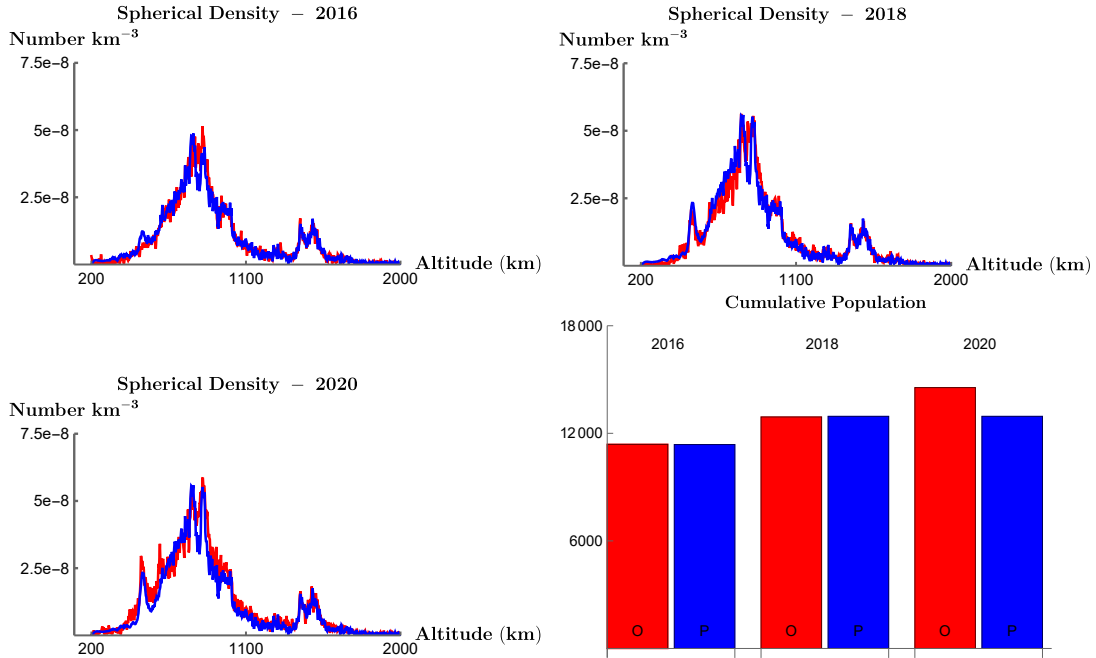 Spherical Density − 2016
Number km−3
7.5e−8
5e−8
2.5e−8
200
1100
2000
Altitude (km)
Spherical Density − 2018
Number km−3
7.5e−8
5e−8
2.5e−8
200
1100
2000
Altitude (km)
Spherical Density − 2020
Number km−3
7.5e−8
5e−8
2.5e−8
200
1100
2000
Altitude (km)
Cumulative Population
18000
12000
6000
2016
2018
2020
O
P
O
P
O
P